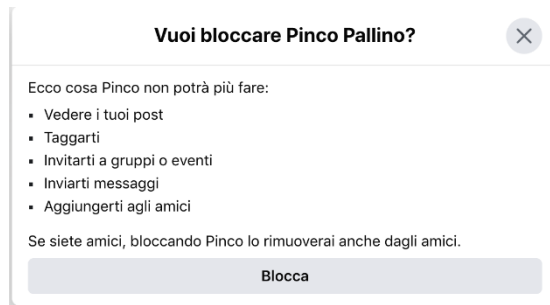 Vuoi bloccare Pinco Pallino?
Ecco cosa Pinco non potrà più fare:
▪ Vedere i tuoi post
▪ Taggarti
▪ Invitarti a gruppi o eventi
▪ Inviarti messaggi
▪ Aggiungerti agli amici
Se siete amici, bloccando Pinco lo rimuoverai anche dagli amici.
Blocca